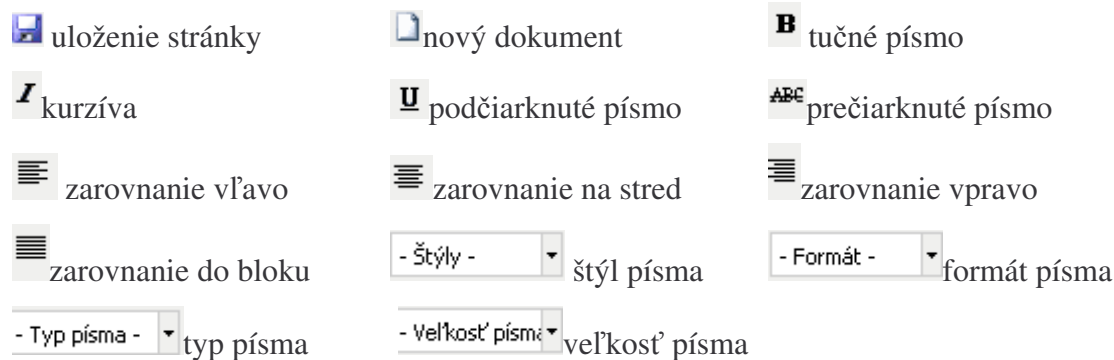 uloženie stránky nový dokument B tučné písmo
I kurzíva U podčiarknuté písmo ABC prečiarknuté písmo
zarovnanie vľavo zarovnanie na stred zarovnanie vpravo
zarovnanie do bloku - Štýly - štýl písma - Formát - formát písma
- Typ písma - typ písma - Veľkosť písma veľkosť písma